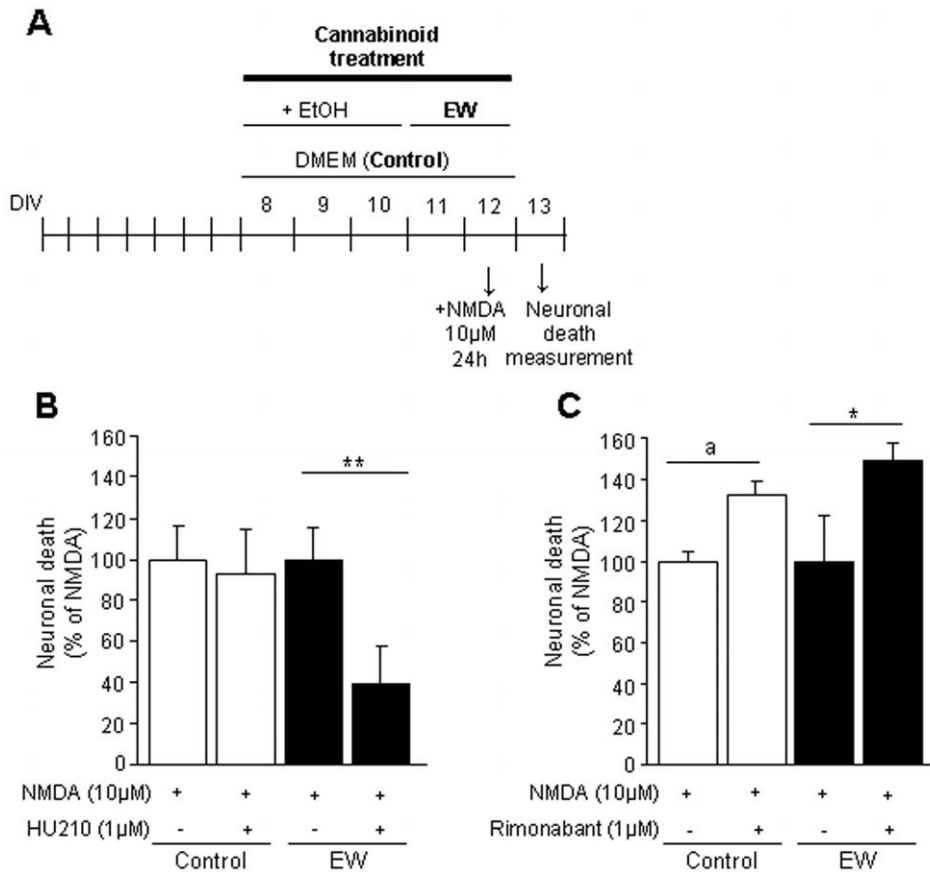 A
Cannabinoid
treatment
+ EtOH EW
DMEM (Control)
DIV 8 9 10 11 12 13
+NMDA Neuronal
10µM death
24h measurement
B
160
140
120
100
80
60
40
20
0
Neuronal death
(% of NMDA)
**
NMDA (10µM) + + + +
HU210 (1µM) - + - +
Control EW
C
160
140
120
100
80
60
40
20
0
Neuronal death
(% of NMDA)
a *
NMDA (10µM) + + + +
Rimonabant (1µM) - + - +
Control EW